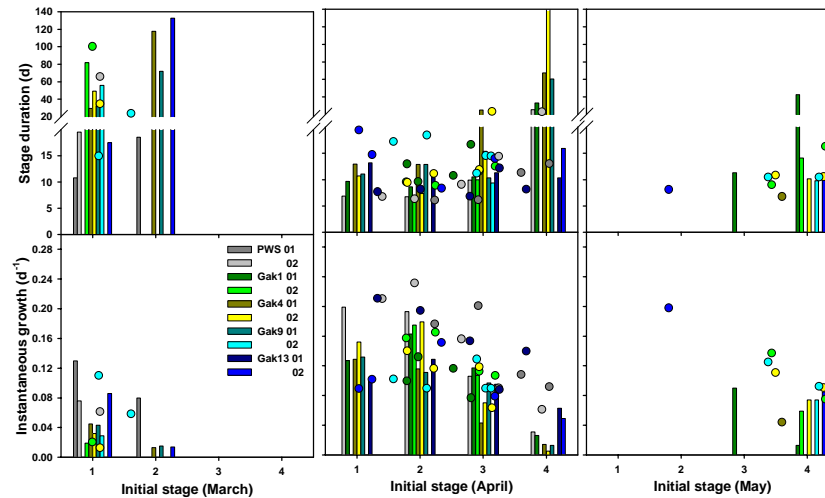 Stage duration (d)
140
120
100
80
60
40
20
15
10
5
0.28
0.24
0.20
0.16
0.12
0.08
0.04
0.00
Instantaneous growth (d-1)
PWS 01
02
Gak1 01
02
Gak4 01
02
Gak9 01
02
Gak13 01
02
1 2 3 4
1 2 3 4
1 2 3 4
Initial stage (March)
Initial stage (April)
Initial stage (May)